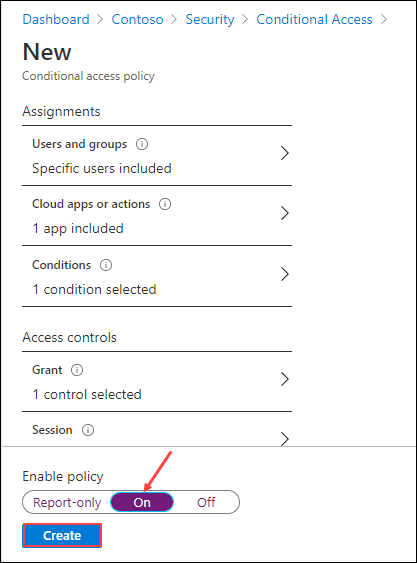 Dashboard > Contoso > Security > Conditional Access >
New
Conditional access policy
Assignments
Users and groups
Specific users included
Cloud apps or actions
1 app included
Conditions
1 condition selected
Access controls
Grant
1 control selected
Session
Enable policy
Report-only On Off
Create